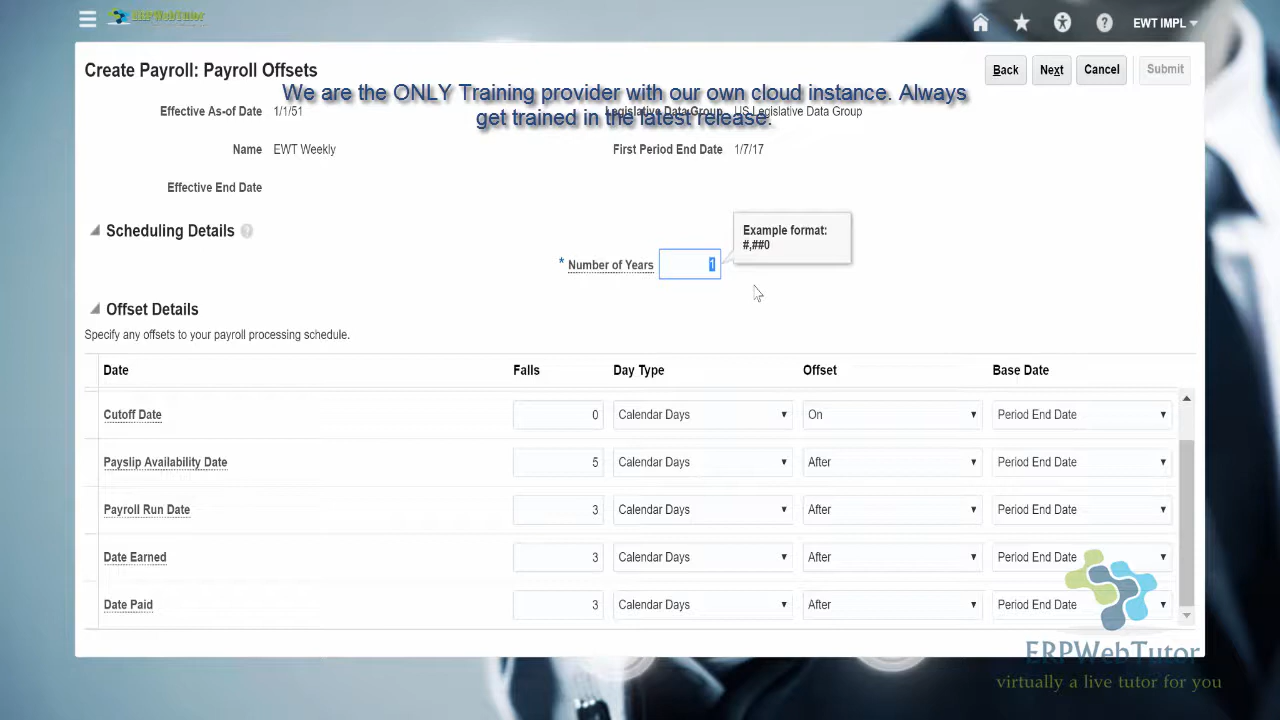 ERPWebTutor
EWT IMPL
Create Payroll: Payroll Offsets
Back
Next
Cancel
Submit
We are the ONLY Training provider with our own cloud instance. Always
get trained in the latest release.
Effective As-of Date 1/1/51
Legislative Data Group US Legislative Data Group
Name EWT Weekly
First Period End Date 1/7/17
Effective End Date
Scheduling Details ?
Example format:
#,##0
* Number of Years 1
Offset Details
Specify any offsets to your payroll processing schedule.
Date Falls Day Type Offset Base Date
Cutoff Date 0 Calendar Days On Period End Date
Payslip Availability Date 5 Calendar Days After Period End Date
Payroll Run Date 3 Calendar Days After Period End Date
Date Earned 3 Calendar Days After Period End Date
Date Paid 3 Calendar Days After Period End Date
ERPWebTutor
virtually a live tutor for you